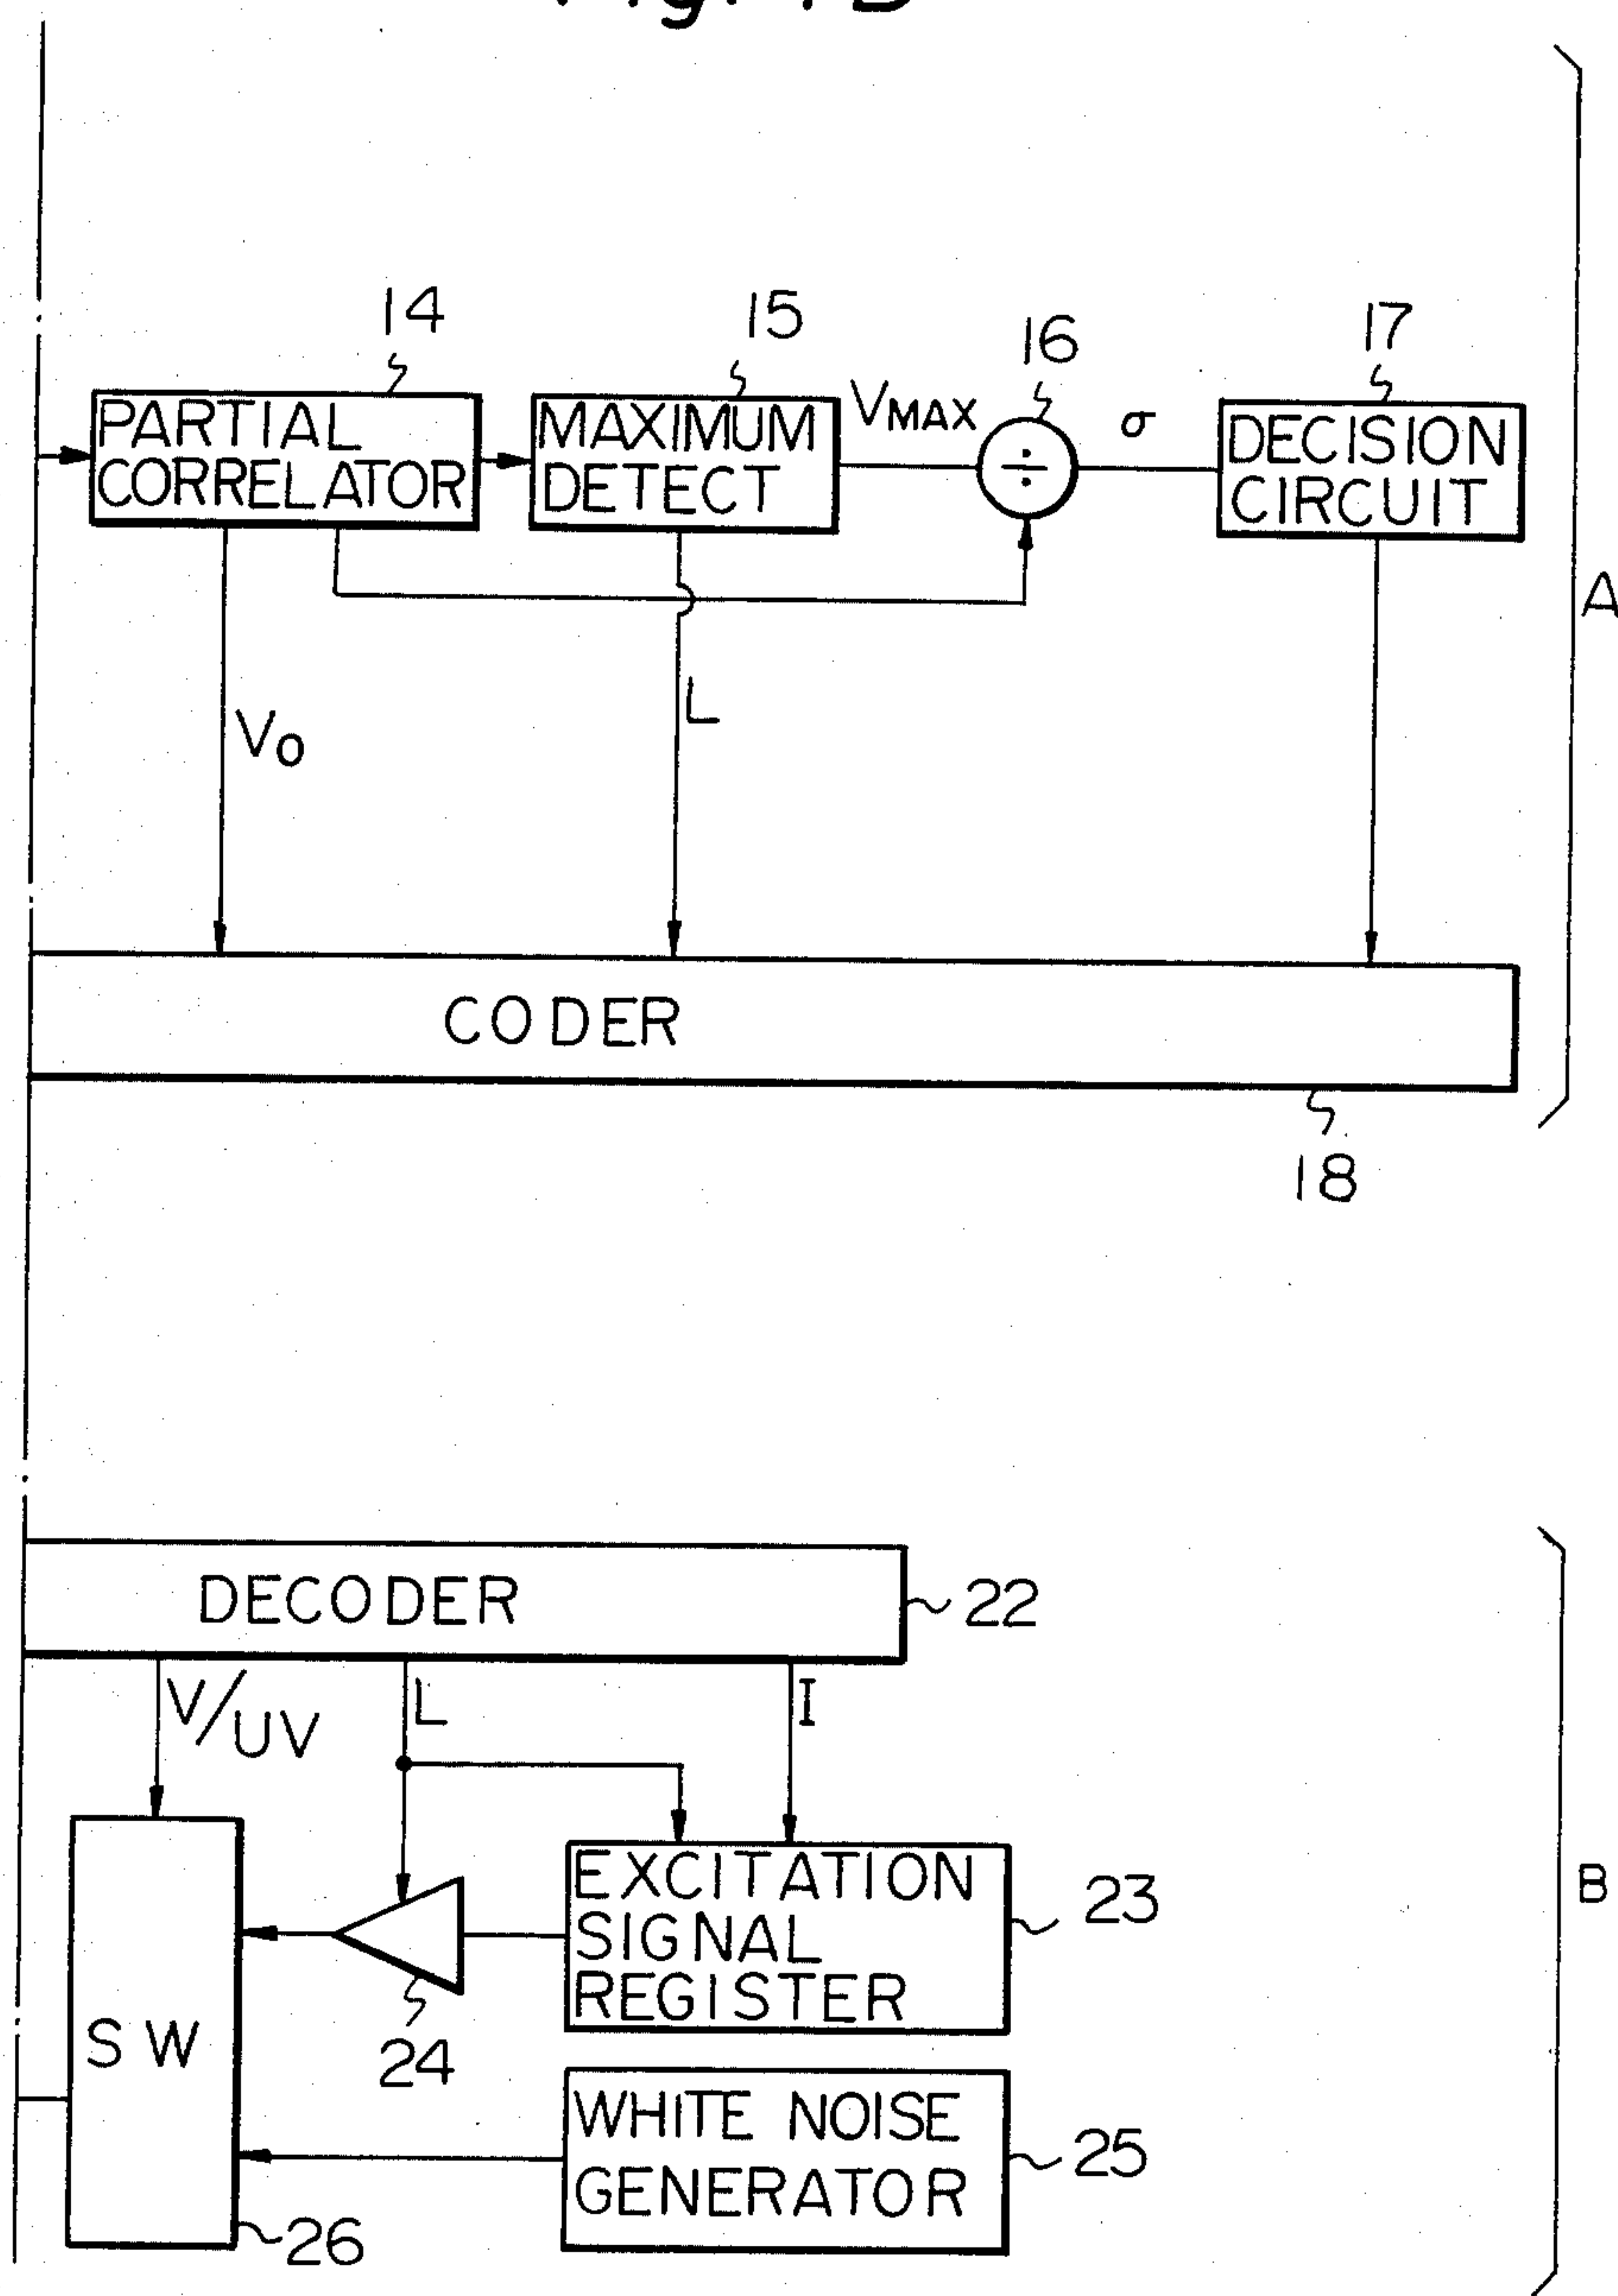 14
15
16
17
PARTIAL
CORRELATOR
MAXIMUM
DETECT
VMAX
÷
σ
DECISION
CIRCUIT
A
Vo
L
CODER
18
DECODER
22
V/UV
L
I
EXCITATION
SIGNAL
REGISTER
23
B
24
SW
WHITE NOISE
GENERATOR
25
26